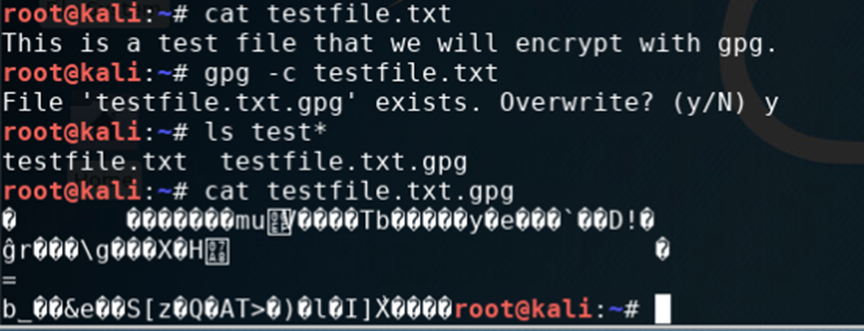 root@kali:~# cat testfile.txt
This is a test file that we will encrypt with gpg.
root@kali:~# gpg -c testfile.txt
File 'testfile.txt.gpg' exists. Overwrite? (y/N) y
root@kali:~# ls test*
testfile.txt  testfile.txt.gpg
root@kali:~# cat testfile.txt.gpg
�       �������mu V����Tb�����y�e���`��D!�
ĝr���\g���X�H �
=
b_��&e��S[z�Q�AT>�)�l�I]X����root@kali:~#